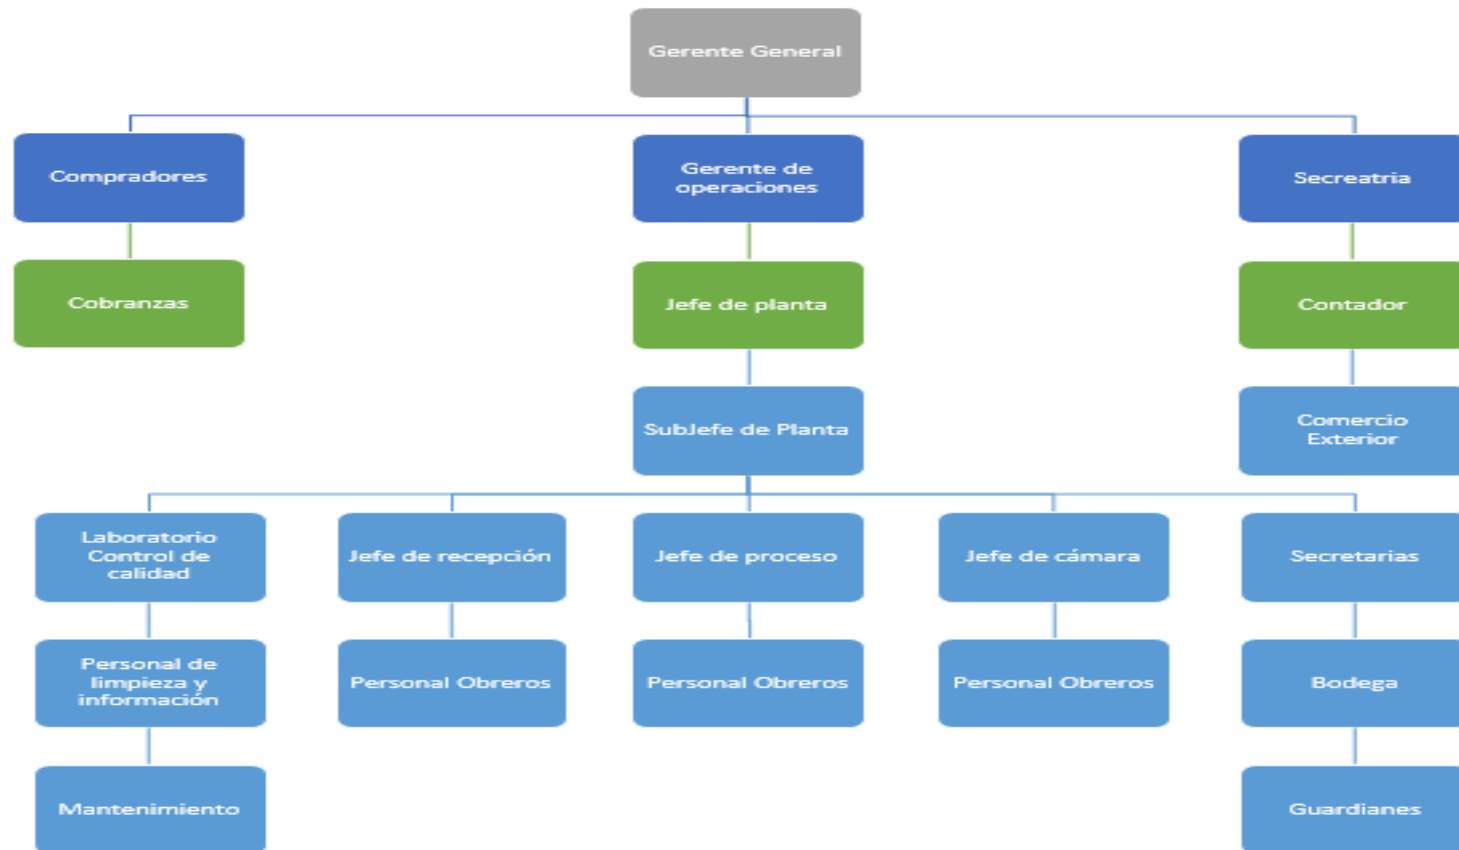 Gerente General
Compradores
Gerente de
operaciones
Secreatria
Cobranzas
Jefe de planta
Contador
SubJefe de Planta
Comercio
Exterior
Laboratorio
Control de
calidad
Jefe de recepción
Jefe de proceso
Jefe de cámara
Secretarias
Personal de
limpieza y
información
Personal Obreros
Personal Obreros
Personal Obreros
Bodega
Mantenimiento
Guardianes